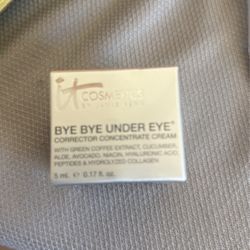 it
COSMETICS
BYE BYE UNDER EYE®
CORRECTOR CONCENTRATE CREAM
WITH GREEN COFFEE EXTRACT, CUCUMBER,
ALOE, AVOCADO, NIACIN, HYALURONIC ACID,
PEPTIDES & HYDROLYZED COLLAGEN
5 mL e 0.17 fl. oz.